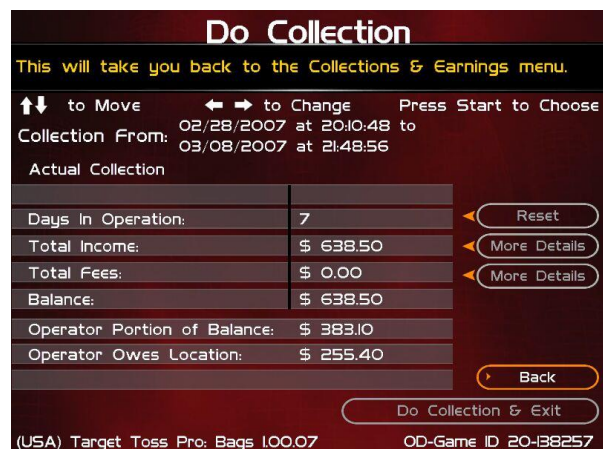 Do Collection
This will take you back to the Collections & Earnings menu.
to Move to Change Press Start to Choose
Collection From: 02/28/2007 at 20:10:48 to
03/08/2007 at 21:48:56
Actual Collection
Days In Operation: 7 Reset
Total Income: $ 638.50 More Details
Total Fees: $ 0.00 More Details
Balance: $ 638.50
Operator Portion of Balance: $ 383.10
Operator Owes Location: $ 255.40
Back
Do Collection & Exit
(USA) Target Toss Pro: Bags 1.00.07 OD-Game ID 20-138257